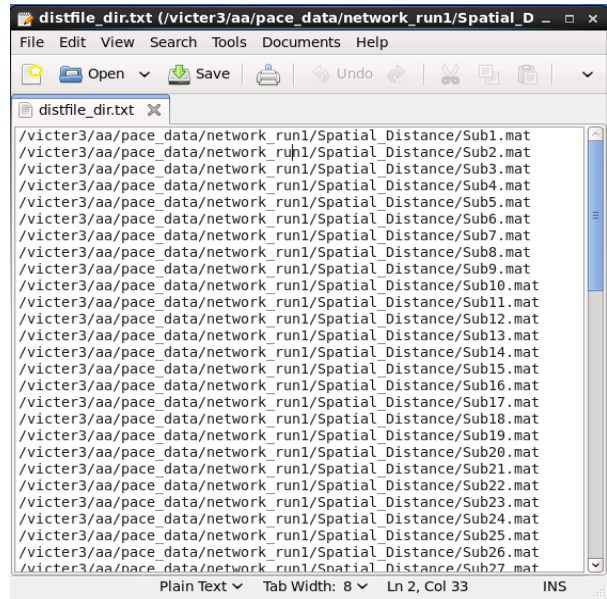 distfile_dir.txt (/victer3/aa/pace_data/network_run1/Spatial_D
File Edit View Search Tools Documents Help
Open Save Undo
distfile_dir.txt
/victer3/aa/pace_data/network_run1/Spatial_Distance/Sub1.mat
/victer3/aa/pace_data/network_run1/Spatial_Distance/Sub2.mat
/victer3/aa/pace_data/network_run1/Spatial_Distance/Sub3.mat
/victer3/aa/pace_data/network_run1/Spatial_Distance/Sub4.mat
/victer3/aa/pace_data/network_run1/Spatial_Distance/Sub5.mat
/victer3/aa/pace_data/network_run1/Spatial_Distance/Sub6.mat
/victer3/aa/pace_data/network_run1/Spatial_Distance/Sub7.mat
/victer3/aa/pace_data/network_run1/Spatial_Distance/Sub8.mat
/victer3/aa/pace_data/network_run1/Spatial_Distance/Sub9.mat
/victer3/aa/pace_data/network_run1/Spatial_Distance/Sub10.mat
/victer3/aa/pace_data/network_run1/Spatial_Distance/Sub11.mat
/victer3/aa/pace_data/network_run1/Spatial_Distance/Sub12.mat
/victer3/aa/pace_data/network_run1/Spatial_Distance/Sub13.mat
/victer3/aa/pace_data/network_run1/Spatial_Distance/Sub14.mat
/victer3/aa/pace_data/network_run1/Spatial_Distance/Sub15.mat
/victer3/aa/pace_data/network_run1/Spatial_Distance/Sub16.mat
/victer3/aa/pace_data/network_run1/Spatial_Distance/Sub17.mat
/victer3/aa/pace_data/network_run1/Spatial_Distance/Sub18.mat
/victer3/aa/pace_data/network_run1/Spatial_Distance/Sub19.mat
/victer3/aa/pace_data/network_run1/Spatial_Distance/Sub20.mat
/victer3/aa/pace_data/network_run1/Spatial_Distance/Sub21.mat
/victer3/aa/pace_data/network_run1/Spatial_Distance/Sub22.mat
/victer3/aa/pace_data/network_run1/Spatial_Distance/Sub23.mat
/victer3/aa/pace_data/network_run1/Spatial_Distance/Sub24.mat
/victer3/aa/pace_data/network_run1/Spatial_Distance/Sub25.mat
/victer3/aa/pace_data/network_run1/Spatial_Distance/Sub26.mat
/victer3/aa/pace_data/network_run1/Spatial_Distance/Sub27.mat
Plain Text Tab Width: 8 Ln 2, Col 33 INS